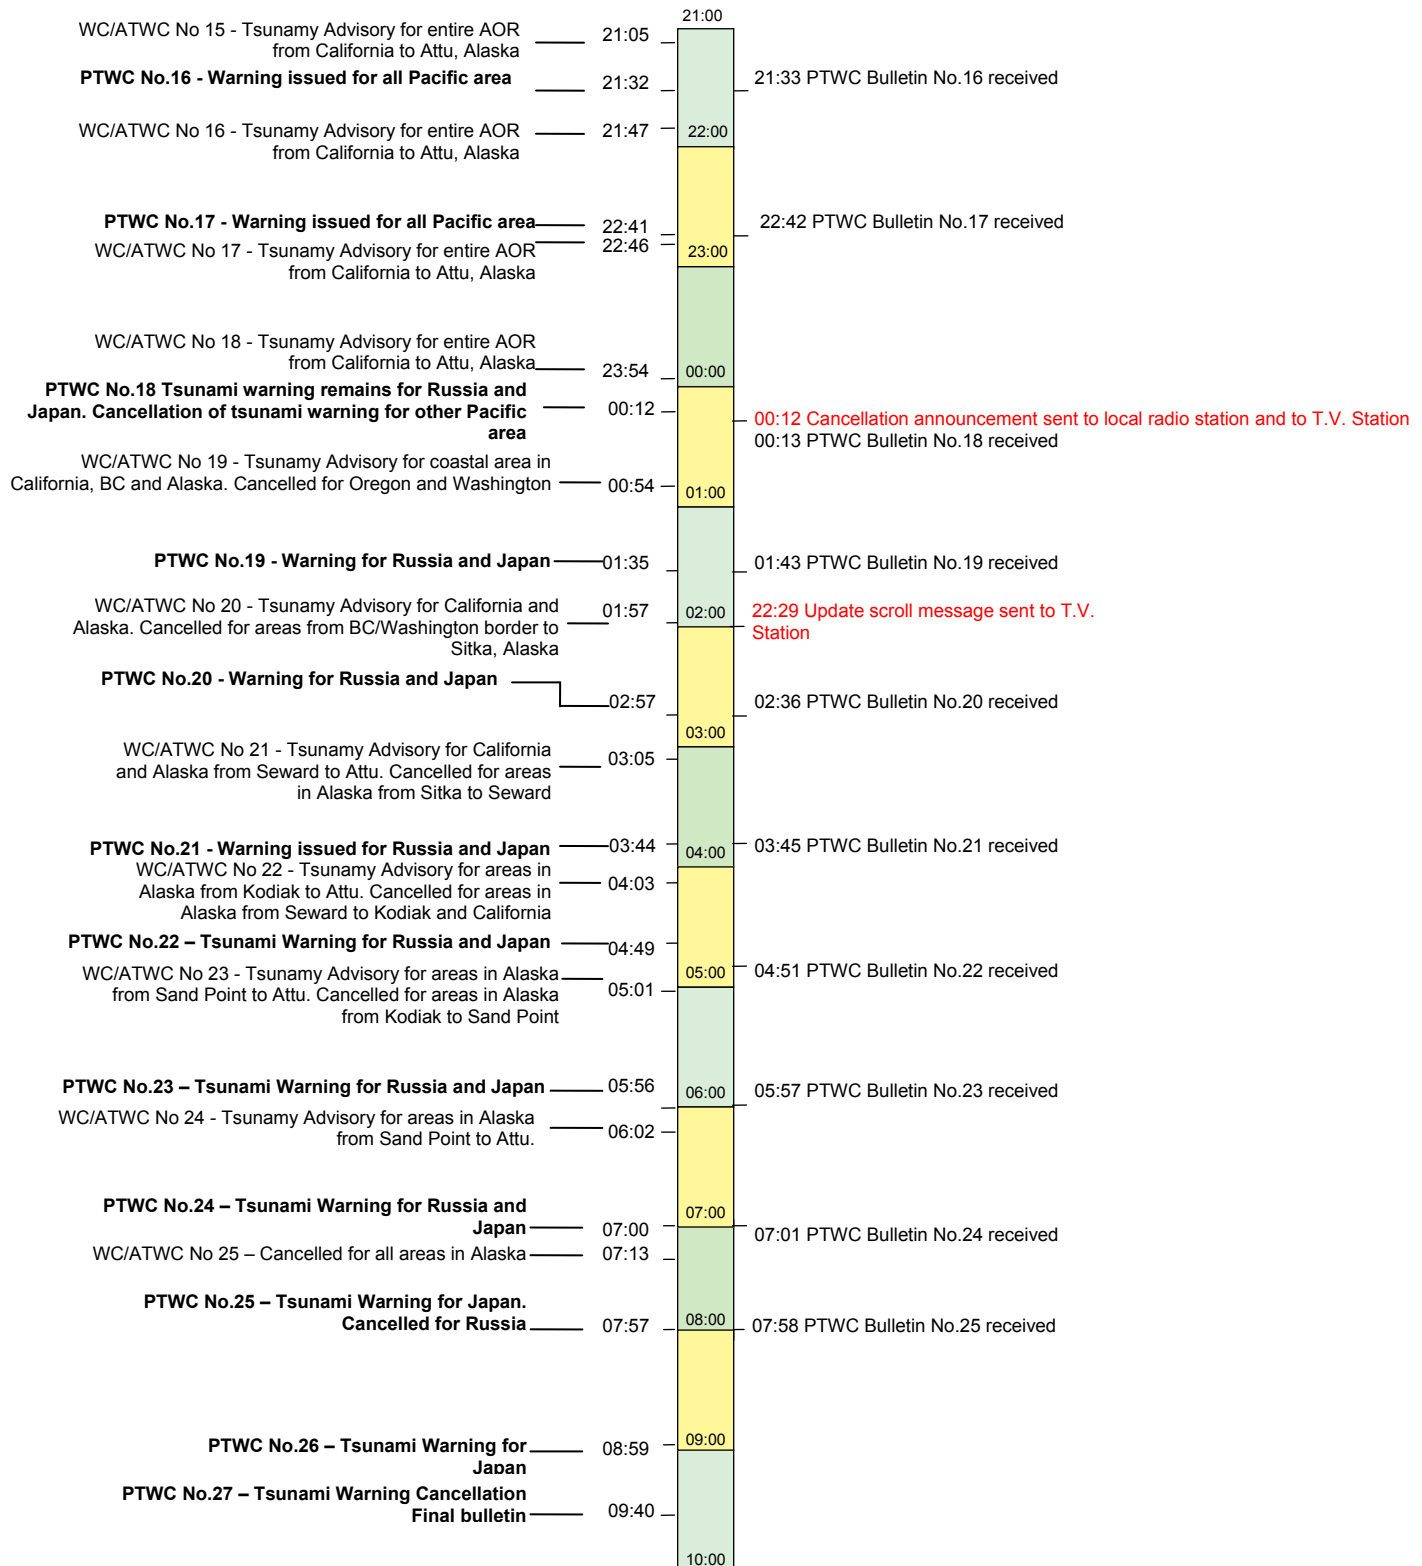 21:00
WC/ATWC No 15 - Tsunamy Advisory for entire AOR
from California to Attu, Alaska
21:05
PTWC No.16 - Warning issued for all Pacific area
21:32
21:33 PTWC Bulletin No.16 received
WC/ATWC No 16 - Tsunamy Advisory for entire AOR
from California to Attu, Alaska
21:47
22:00
PTWC No.17 - Warning issued for all Pacific area
22:41
22:42 PTWC Bulletin No.17 received
WC/ATWC No 17 - Tsunamy Advisory for entire AOR
from California to Attu, Alaska
22:46
23:00
WC/ATWC No 18 - Tsunamy Advisory for entire AOR
from California to Attu, Alaska
23:54
00:00
PTWC No.18 Tsunami warning remains for Russia and
Japan. Cancellation of tsunami warning for other Pacific
area
00:12
00:12 Cancellation announcement sent to local radio station and to T.V. Station
00:13 PTWC Bulletin No.18 received
WC/ATWC No 19 - Tsunamy Advisory for coastal area in
California, BC and Alaska. Cancelled for Oregon and Washington
00:54
01:00
PTWC No.19 - Warning for Russia and Japan
01:35
01:43 PTWC Bulletin No.19 received
WC/ATWC No 20 - Tsunamy Advisory for California and
Alaska. Cancelled for areas from BC/Washington border to
Sitka, Alaska
01:57
02:00
22:29 Update scroll message sent to T.V.
Station
PTWC No.20 - Warning for Russia and Japan
02:57
02:36 PTWC Bulletin No.20 received
03:00
WC/ATWC No 21 - Tsunamy Advisory for California
and Alaska from Seward to Attu. Cancelled for areas
in Alaska from Sitka to Seward
03:05
PTWC No.21 - Warning issued for Russia and Japan
03:44
04:00
03:45 PTWC Bulletin No.21 received
WC/ATWC No 22 - Tsunamy Advisory for areas in
Alaska from Kodiak to Attu. Cancelled for areas in
Alaska from Seward to Kodiak and California
04:03
PTWC No.22 – Tsunami Warning for Russia and Japan
04:49
05:00
04:51 PTWC Bulletin No.22 received
WC/ATWC No 23 - Tsunamy Advisory for areas in Alaska
from Sand Point to Attu. Cancelled for areas in Alaska
from Kodiak to Sand Point
05:01
PTWC No.23 – Tsunami Warning for Russia and Japan
05:56
06:00
05:57 PTWC Bulletin No.23 received
WC/ATWC No 24 - Tsunamy Advisory for areas in Alaska
from Sand Point to Attu.
06:02
PTWC No.24 – Tsunami Warning for Russia and
Japan
07:00
07:00
07:01 PTWC Bulletin No.24 received
WC/ATWC No 25 – Cancelled for all areas in Alaska
07:13
PTWC No.25 – Tsunami Warning for Japan.
Cancelled for Russia
07:57
08:00
07:58 PTWC Bulletin No.25 received
PTWC No.26 – Tsunami Warning for
Japan
08:59
09:00
PTWC No.27 – Tsunami Warning Cancellation
Final bulletin
09:40
10:00